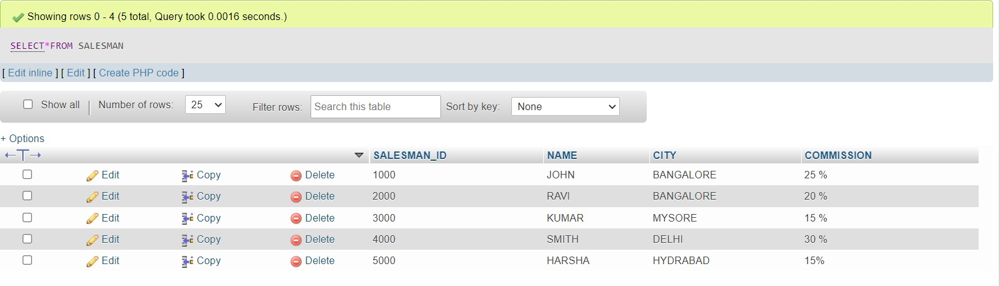 Showing rows 0 - 4 (5 total, Query took 0.0016 seconds.)
SELECT*FROM SALESMAN
[ Edit inline ] [ Edit ] [ Create PHP code ]
Show all | Number of rows: 25 Filter rows: Search this table Sort by key: None
+ Options
←T→ SALESMAN_ID NAME CITY COMMISSION
Edit Copy Delete 1000 JOHN BANGALORE 25 %
Edit Copy Delete 2000 RAVI BANGALORE 20 %
Edit Copy Delete 3000 KUMAR MYSORE 15 %
Edit Copy Delete 4000 SMITH DELHI 30 %
Edit Copy Delete 5000 HARSHA HYDRABAD 15%